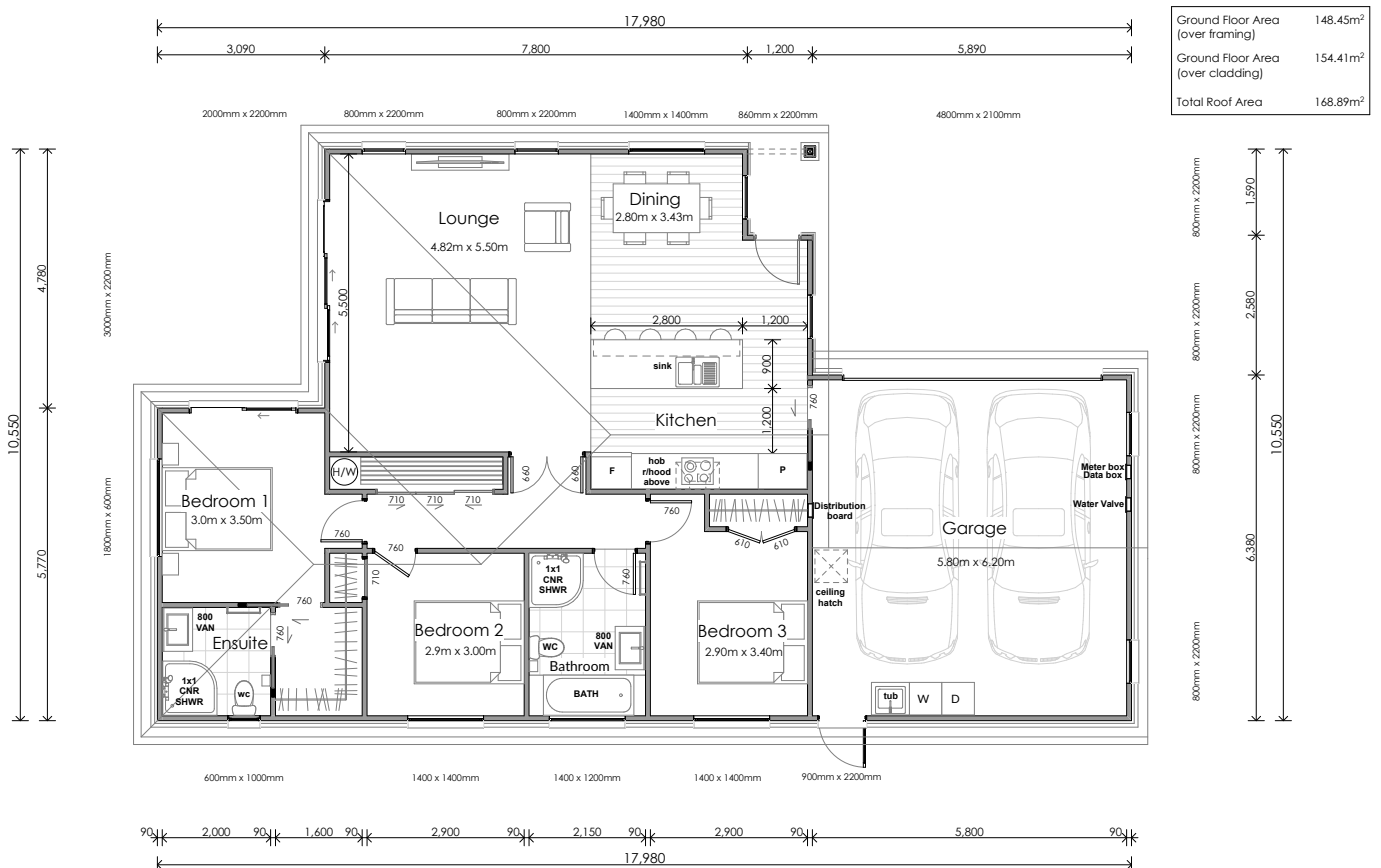 17,980
3,090 7,800 1,200 5,890
Ground Floor Area 148.45m²
(over framing)
Ground Floor Area 154.41m²
(over cladding)
Total Roof Area 168.89m²
2000mm x 2200mm 800mm x 2200mm 800mm x 2200mm 1400mm x 1400mm 860mm x 2200mm 4800mm x 2100mm
10,550
4,780
5,770
3000mm x 2200mm
1800mm x 600mm
Lounge
4.82m x 5.50m
5,500
Dining
2.80m x 3.43m
2,800 1,200
sink
900
Kitchen
1,200
760
F
hob
r/hood
above
P
H/W
660
660
710 710 710
Bedroom 1
3.0m x 3.50m
760
760
710
760
610 610
Distribution
board
Meter box
Data box
Water Valve
Garage
5.80m x 6.20m
ceiling
hatch
760
760
800
VAN
Ensuite
1x1
CNR
SHWR
WC
Bedroom 2
2.9m x 3.00m
1x1
CNR
SHWR
760
WC
800
VAN
Bathroom
BATH
Bedroom 3
2.90m x 3.40m
tub W D
800mm x 2200mm
800mm x 2200mm
800mm x 2200mm
800mm x 2200mm
1,590
2,580
6,380
10,550
600mm x 1000mm 1400 x 1400mm 1400 x 1200mm 1400 x 1400mm 900mm x 2200mm
90 2,000 90 1,600 90 2,900 90 2,150 90 2,900 90 5,800 90
17,980